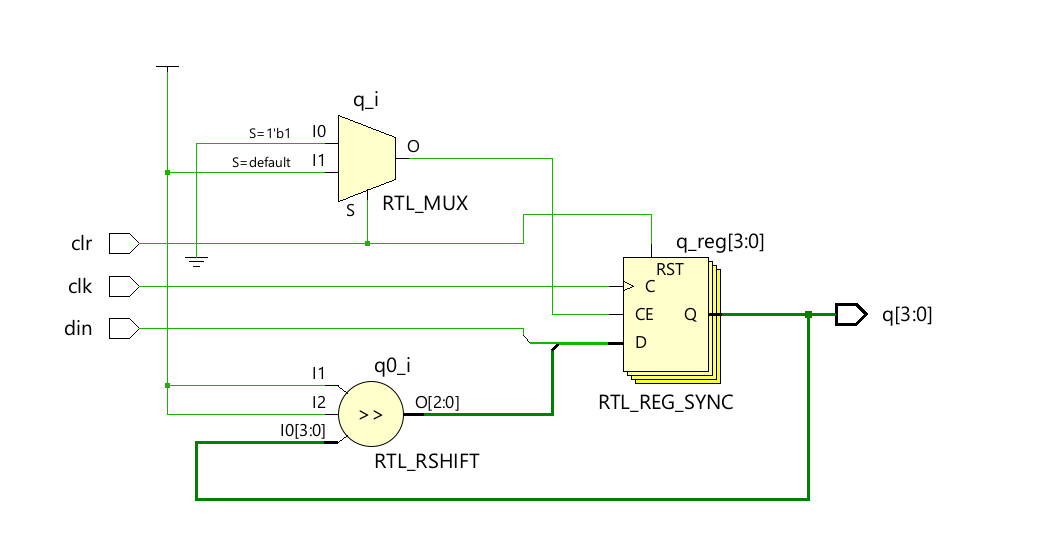 q_i
S=1'b1
I0
S=default
I1
O
S
RTL_MUX
clr
q_reg[3:0]
RST
clk
C
CE
Q
q[3:0]
din
D
q0_i
I1
I2
O[2:0]
>>
I0[3:0]
RTL_REG_SYNC
RTL_RSHIFT